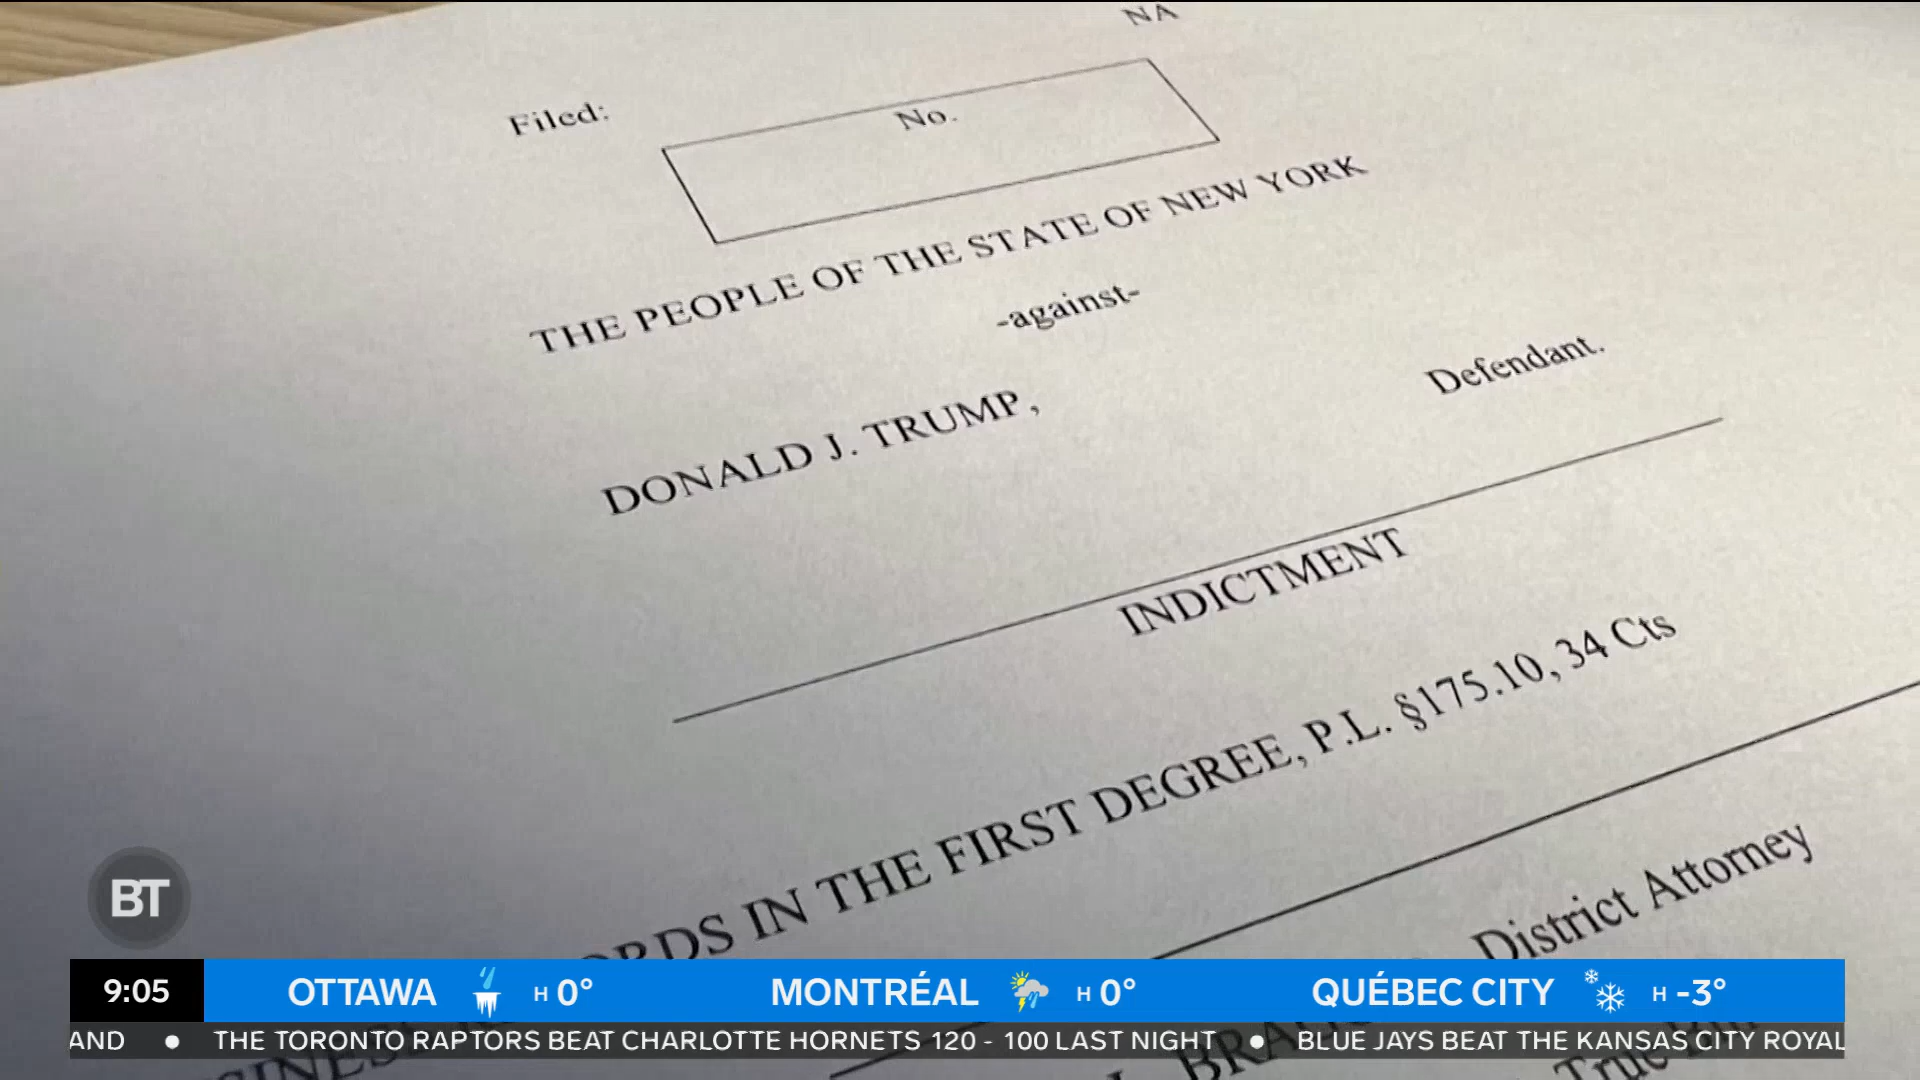 NA
Filed:
No.
THE PEOPLE OF THE STATE OF NEW YORK
-against-
DONALD J. TRUMP,
Defendant.
INDICTMENT
IN THE FIRST DEGREE, P.L. §175.10, 34 Cts
District Attorney
BT
9:05 OTTAWA H 0° MONTRÉAL H 0° QUÉBEC CITY H -3°
AND • THE TORONTO RAPTORS BEAT CHARLOTTE HORNETS 120 - 100 LAST NIGHT • BLUE JAYS BEAT THE KANSAS CITY ROYAL